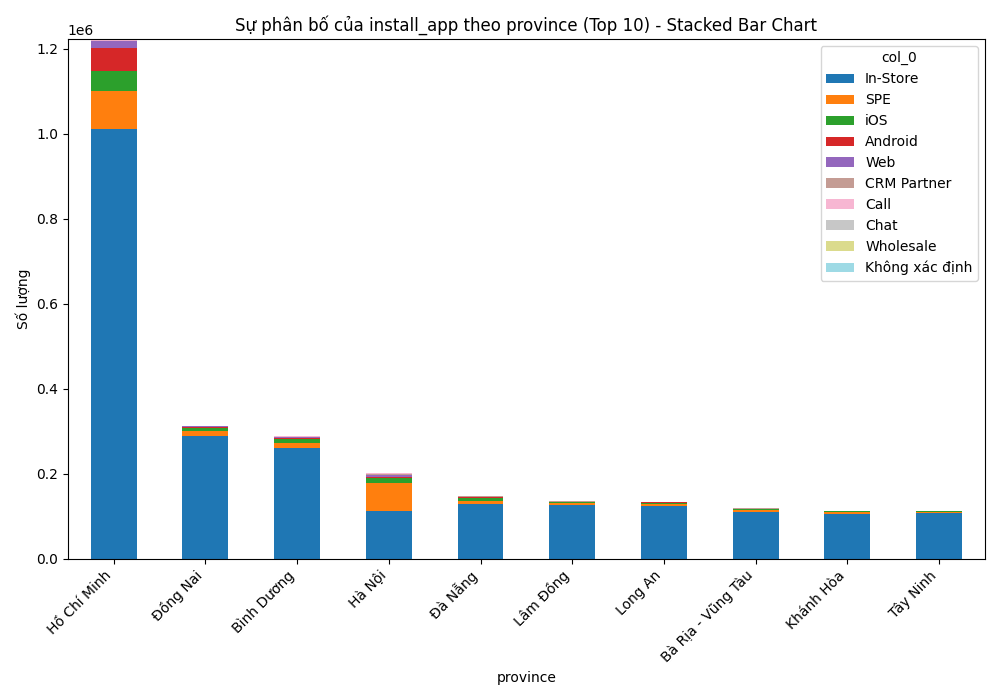 Sự phân bố của install_app theo province (Top 10) - Stacked Bar Chart
1e6
1.2
1.0
0.8
0.6
0.4
0.2
0.0
Số lượng
col_0
In-Store
SPE
iOS
Android
Web
CRM Partner
Call
Chat
Wholesale
Không xác định
Hồ Chí Minh
Đồng Nai
Bình Dương
Hà Nội
Đà Nẵng
Lâm Đồng
Long An
Bà Rịa - Vũng Tàu
Khánh Hòa
Tây Ninh
province